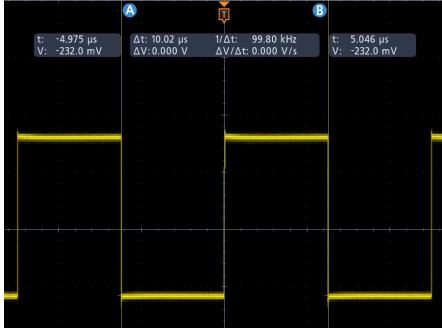 A
T
B
t: -4.975 µs
V: -232.0 mV
Δt: 10.02 µs 1/Δt: 99.80 kHz
ΔV:0.000 V ΔV/Δt: 0.000 V/s
t: 5.046 µs
V: -232.0 mV